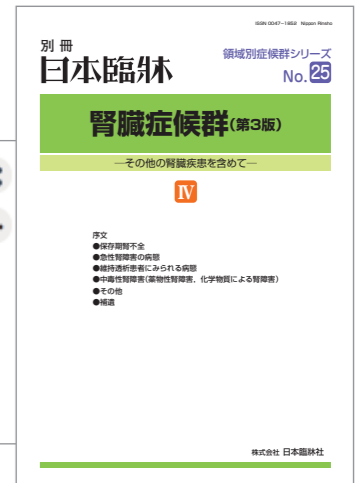 ISSN 0047-1852 Nippon Rinsho
別冊
日本臨牀
領域別症候群シリーズ
No.25
腎臓症候群(第3版)
―その他の腎臓疾患を含めて―
Ⅳ
序文
●保存期腎不全
●急性腎障害の病態
●維持透析患者にみられる病態
●中毒性腎障害(薬物性腎障害，化学物質による腎障害)
●その他
●補遺
株式会社 日本臨牀社